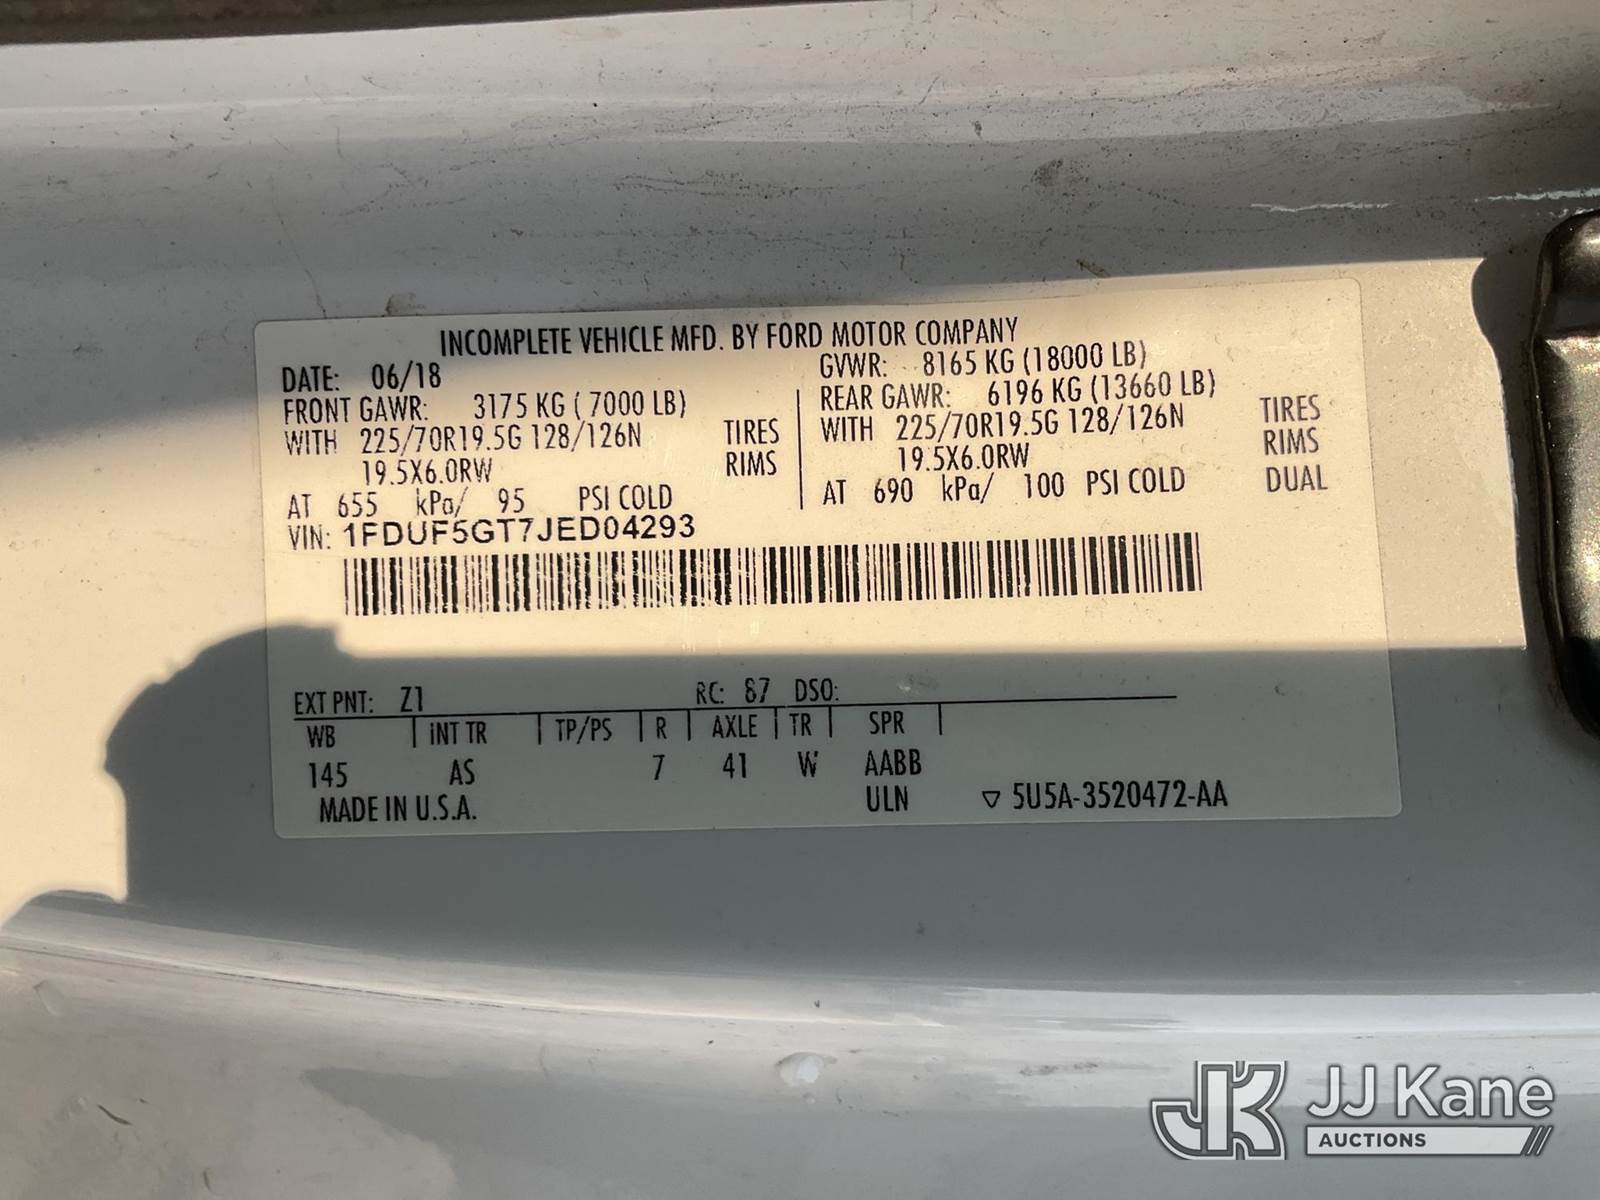 INCOMPLETE VEHICLE MFD. BY FORD MOTOR COMPANY
DATE: 06/18 GVWR: 8165 KG (18000 LB)
FRONT GAWR: 3175 KG (7000 LB) REAR GAWR: 6196 KG (13660 LB)
WITH 225/70R19.5G 128/126N TIRES WITH 225/70R19.5G 128/126N TIRES
19.5X6.0RW RIMS 19.5X6.0RW RIMS
AT 655 kPa/ 95 PSI COLD AT 690 kPa/ 100 PSI COLD DUAL
VIN: 1FDUF5GT7JED04293
EXT PNT: Z1 RC: 87 DSO:
WB INT TR TP/PS R AXLE TR SPR
145 AS 7 41 W AABB
MADE IN U.S.A. ULN ▽ 5U5A-3520472-AA
JK JJ Kane
AUCTIONS